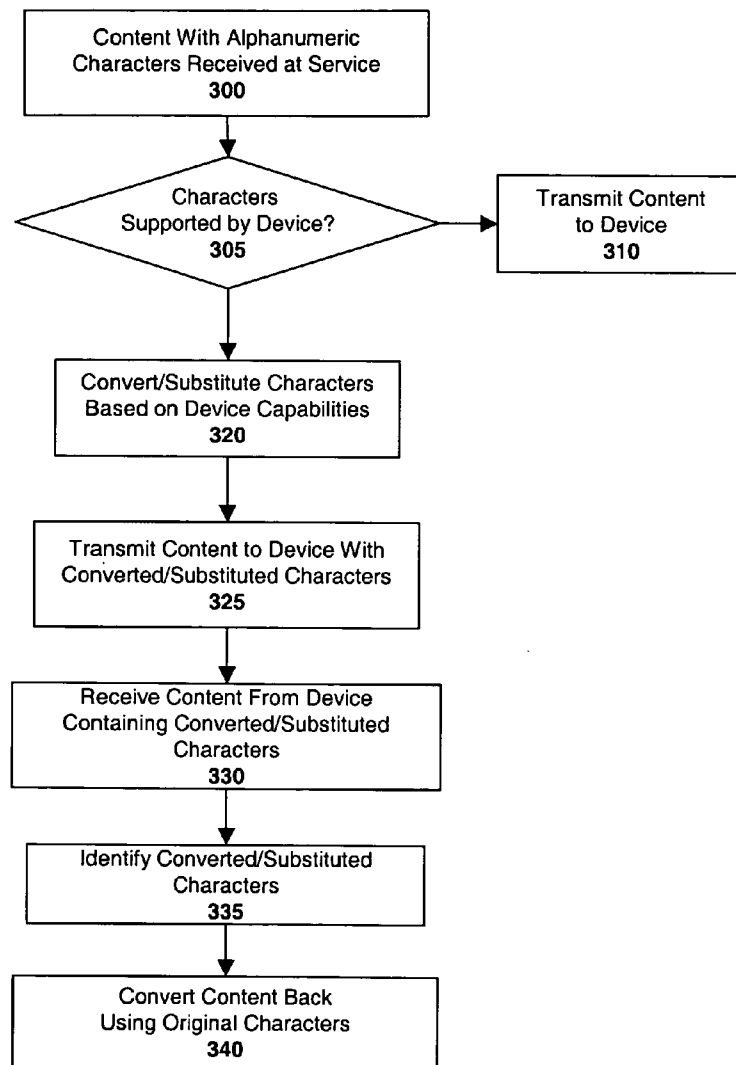 Content With Alphanumeric
Characters Received at Service
300
Characters
Supported by Device?
305
Transmit Content
to Device
310
Convert/Substitute Characters
Based on Device Capabilities
320
Transmit Content to Device With
Converted/Substituted Characters
325
Receive Content From Device
Containing Converted/Substituted
Characters
330
Identify Converted/Substituted
Characters
335
Convert Content Back
Using Original Characters
340